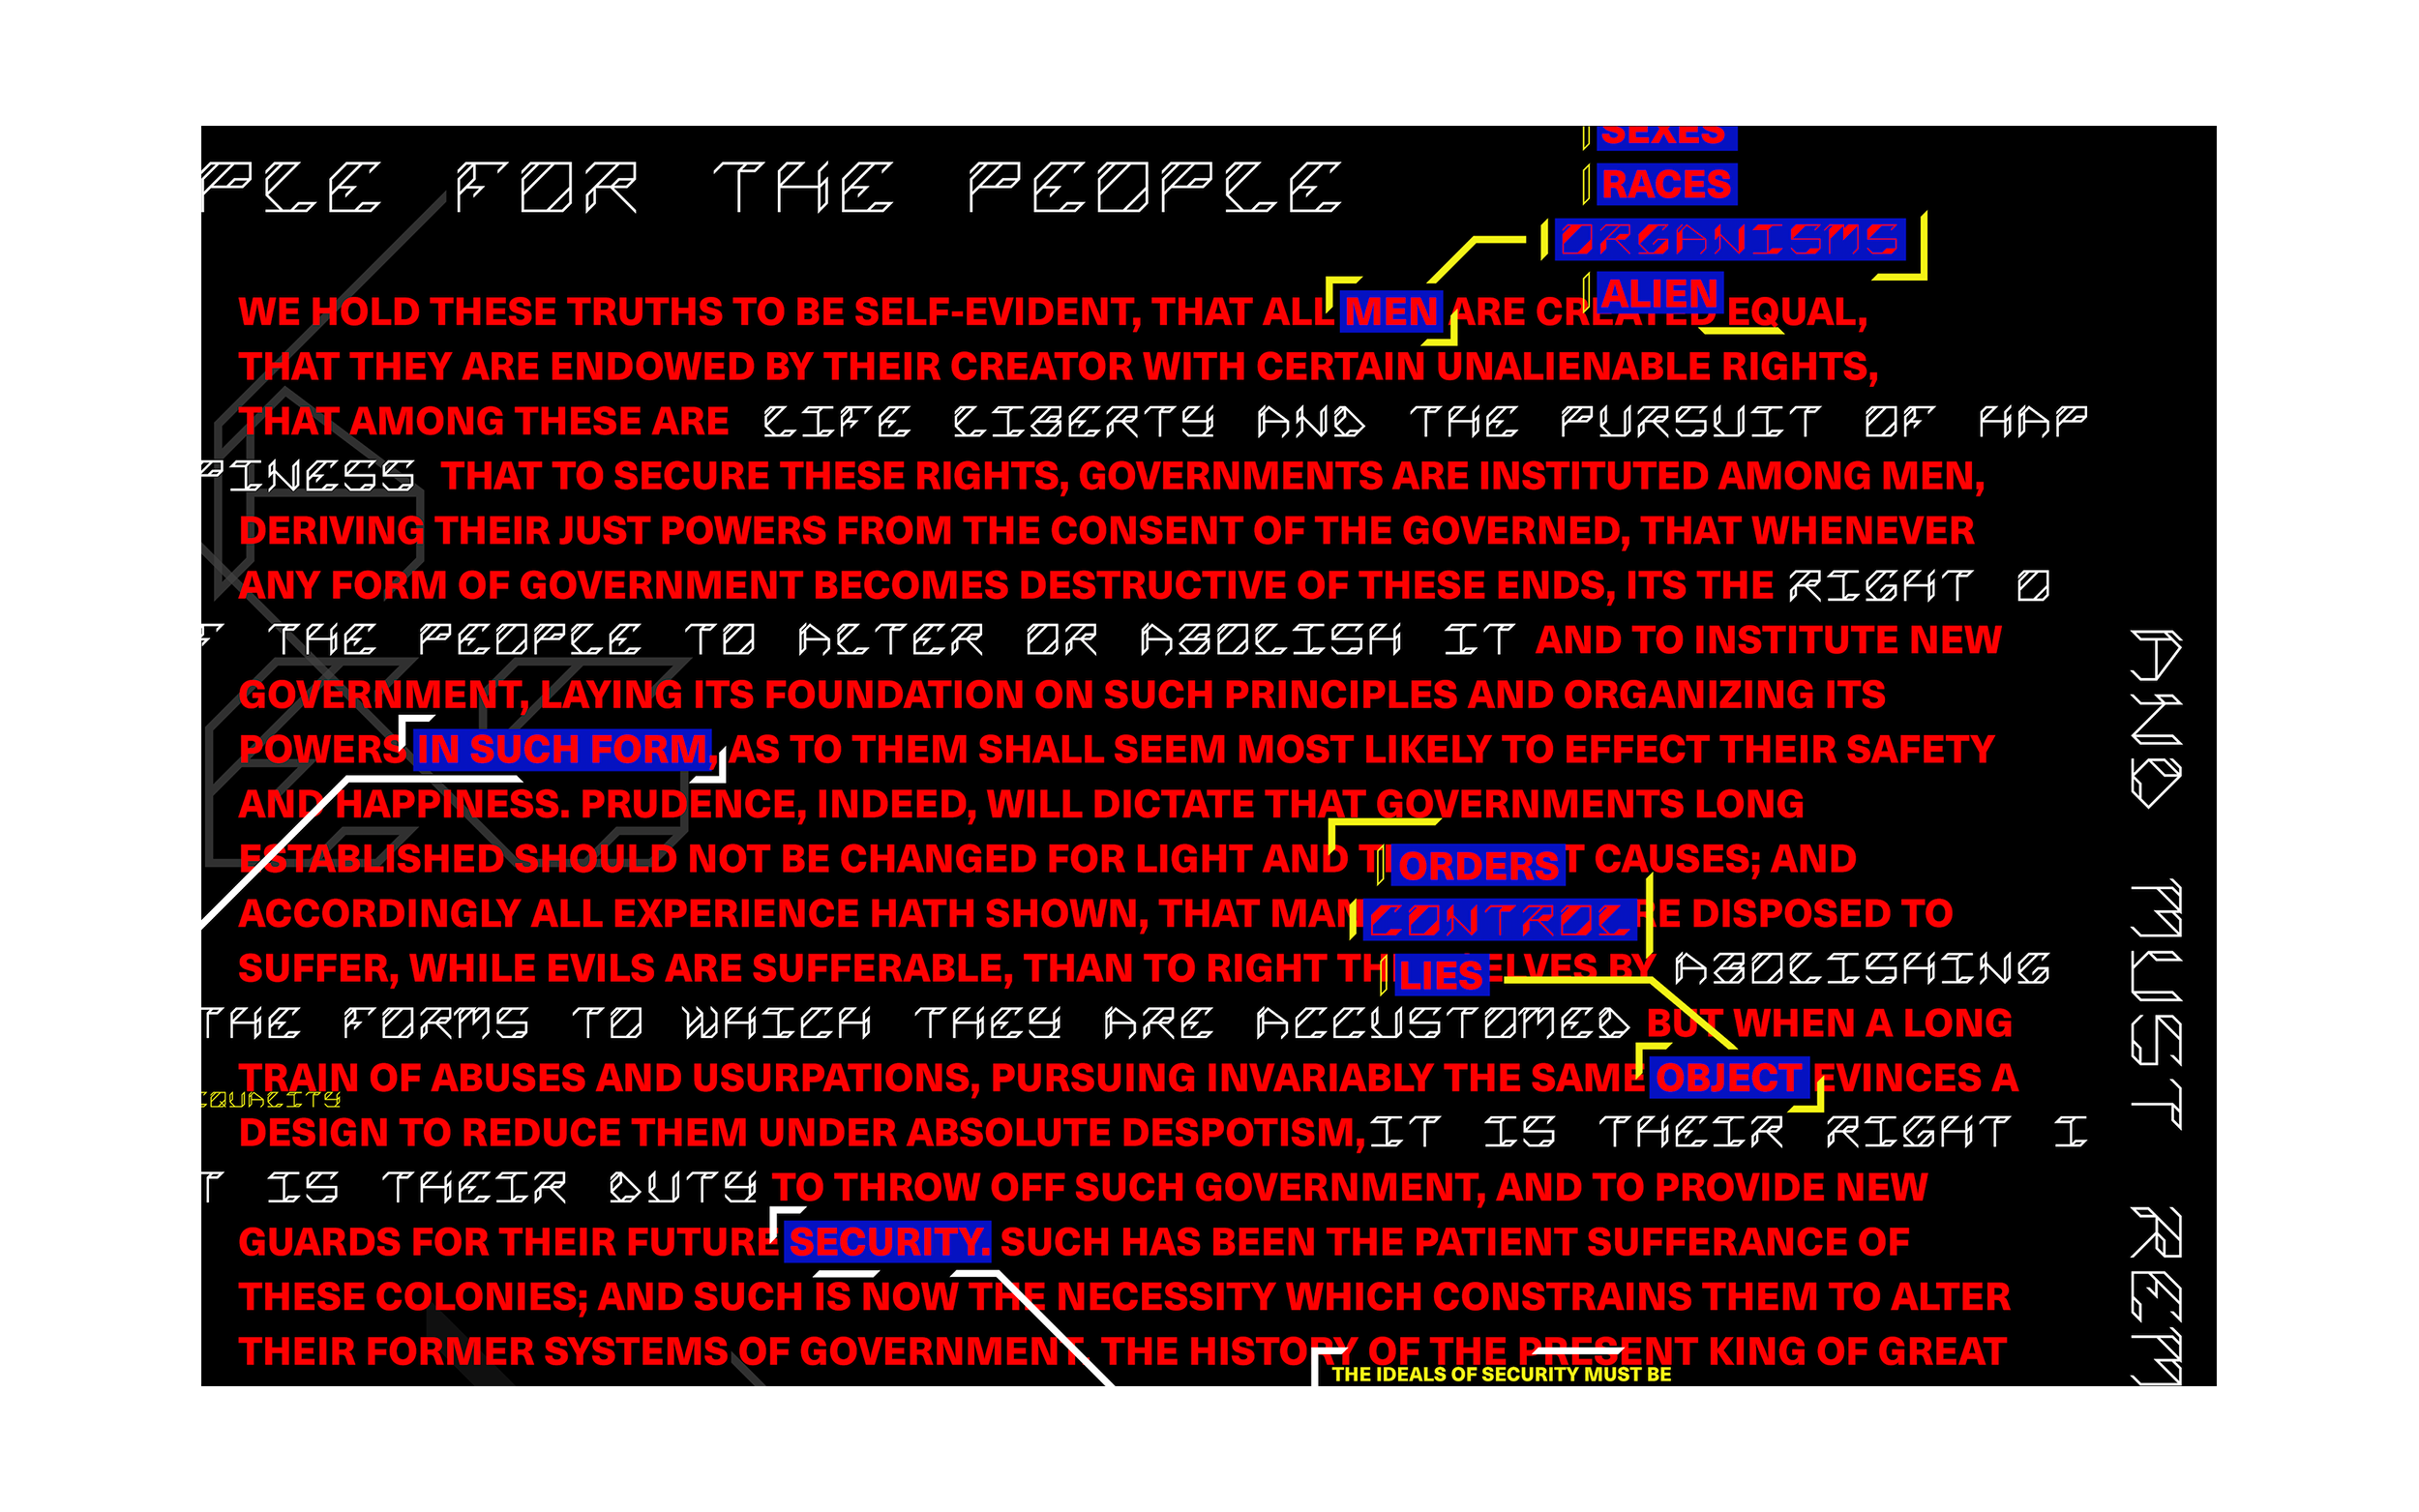 SEXES
PLE FOR THE PEOPLE
RACES
ORGANISMS
ALIEN
WE HOLD THESE TRUTHS TO BE SELF-EVIDENT, THAT ALL MEN ARE CREATED EQUAL,
THAT THEY ARE ENDOWED BY THEIR CREATOR WITH CERTAIN UNALIENABLE RIGHTS,
THAT AMONG THESE ARE LIFE LIBERTY AND THE PURSUIT OF HAP
PINESS THAT TO SECURE THESE RIGHTS, GOVERNMENTS ARE INSTITUTED AMONG MEN,
DERIVING THEIR JUST POWERS FROM THE CONSENT OF THE GOVERNED, THAT WHENEVER
ANY FORM OF GOVERNMENT BECOMES DESTRUCTIVE OF THESE ENDS, ITS THE RIGHT O
F THE PEOPLE TO ALTER OR ABOLISH IT AND TO INSTITUTE NEW
GOVERNMENT, LAYING ITS FOUNDATION ON SUCH PRINCIPLES AND ORGANIZING ITS
POWERS IN SUCH FORM, AS TO THEM SHALL SEEM MOST LIKELY TO EFFECT THEIR SAFETY
AND HAPPINESS. PRUDENCE, INDEED, WILL DICTATE THAT GOVERNMENTS LONG
ESTABLISHED SHOULD NOT BE CHANGED FOR LIGHT AND T CAUSES; AND
ORDERS
ACCORDINGLY ALL EXPERIENCE HATH SHOWN, THAT MAN RE DISPOSED TO
CONTROL
SUFFER, WHILE EVILS ARE SUFFERABLE, THAN TO RIGHT TH ELVES BY ABOLISHING
LIES
THE FORMS TO WHICH THEY ARE ACCUSTOMED BUT WHEN A LONG
TRAIN OF ABUSES AND USURPATIONS, PURSUING INVARIABLY THE SAME OBJECT EVINCES A
EQUALITY
DESIGN TO REDUCE THEM UNDER ABSOLUTE DESPOTISM, IT IS THEIR RIGHT I
T IS THEIR DUTY TO THROW OFF SUCH GOVERNMENT, AND TO PROVIDE NEW
GUARDS FOR THEIR FUTURE SECURITY. SUCH HAS BEEN THE PATIENT SUFFERANCE OF
THESE COLONIES; AND SUCH IS NOW THE NECESSITY WHICH CONSTRAINS THEM TO ALTER
THEIR FORMER SYSTEMS OF GOVERNMENT. THE HISTORY OF THE PRESENT KING OF GREAT
THE IDEALS OF SECURITY MUST BE
AND MUST REM